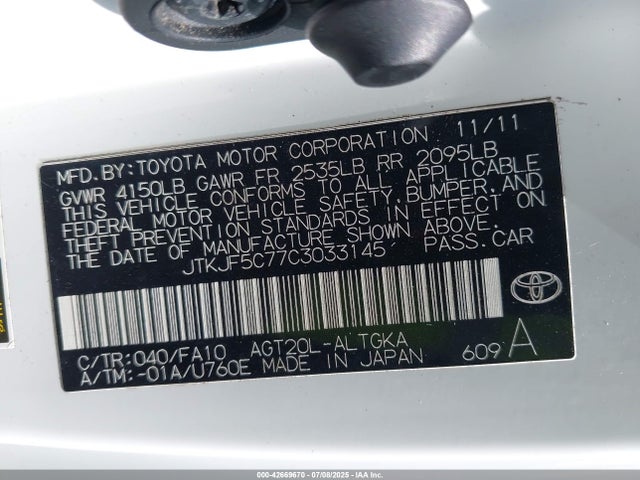 MFD. BY: TOYOTA MOTOR CORPORATION 11/11
GVWR 4150LB GAWR FR 2535LB RR 2095LB
THIS VEHICLE CONFORMS TO ALL APPLICABLE
FEDERAL MOTOR VEHICLE SAFETY, BUMPER, AND
THEFT PREVENTION STANDARDS IN EFFECT ON
THE DATE OF MANUFACTURE SHOWN ABOVE.
JTKJF5C77C3033145 PASS. CAR
C/TR: 040/FA10 AGT20L-ALTGKA
A/TM: -01A/U760E MADE IN JAPAN 609 A
000-42669670 07/08/2025 IAA Inc.